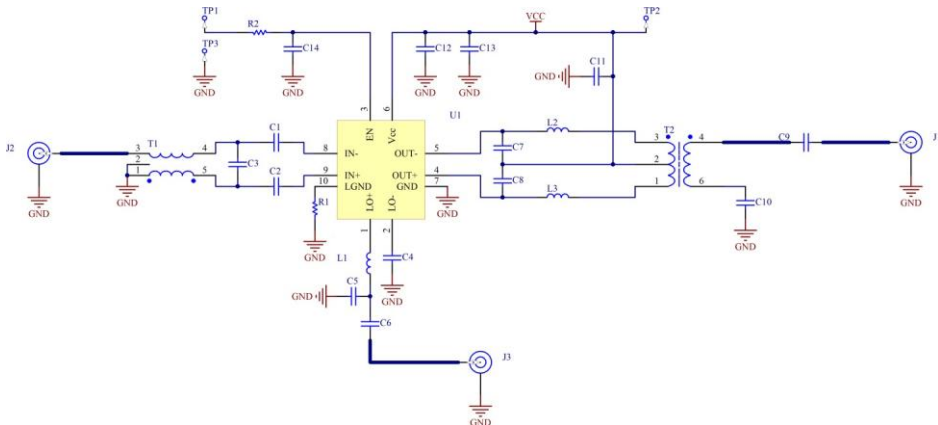 TP1
TP3
R2
C14
GND
GND
VCC
TP2
C12
C13
GND
GND
C11
GND
3
6
U1
EN
Vcc
J2
T1
3
4
2
1
5
C1
C3
C2
8
9
10
IN-
IN+
LGND
LO+
LO-
OUT-
OUT+
GND
5
4
7
GND
L2
C7
C8
L3
3
T2
4
2
1
6
C9
J
GND
GND
R1
GND
C10
GND
GND
1
2
L1
C4
GND
GND
C5
C6
J3
GND